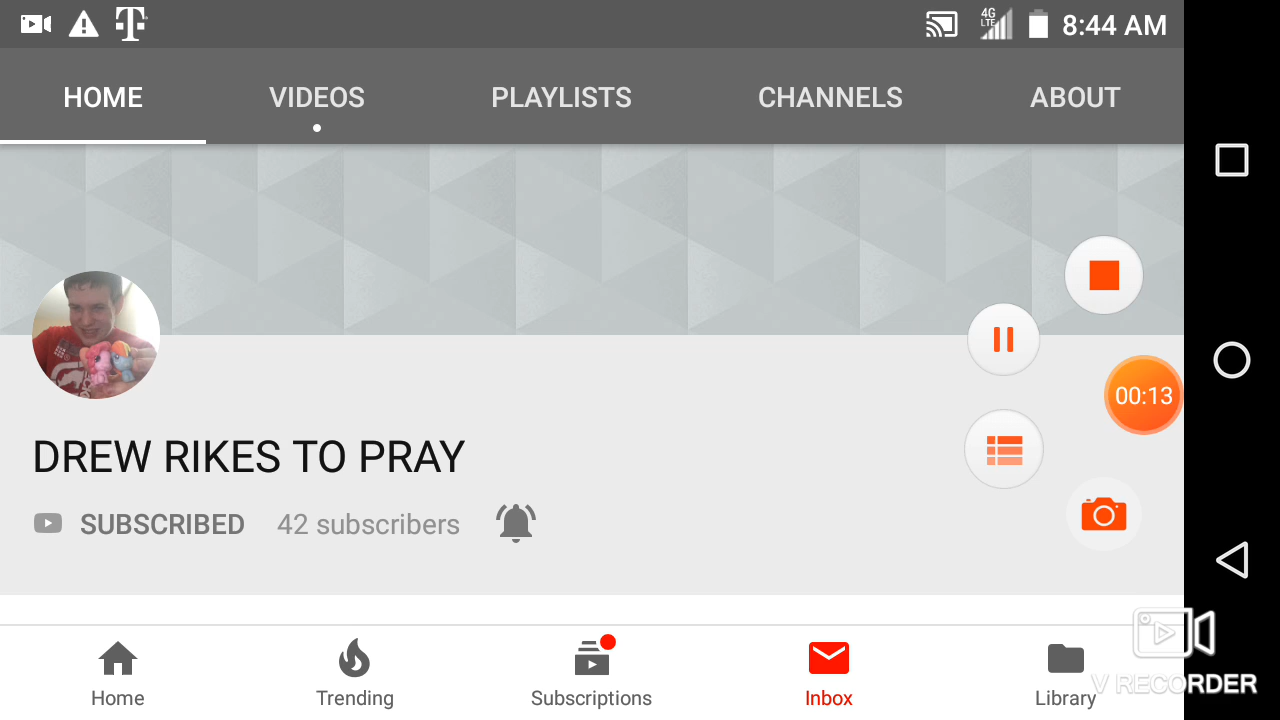 T 4G LTE 8:44 AM
HOME VIDEOS PLAYLISTS CHANNELS ABOUT
00:13
DREW RIKES TO PRAY
SUBSCRIBED 42 subscribers
Home Trending Subscriptions Inbox Library
V RECORDER